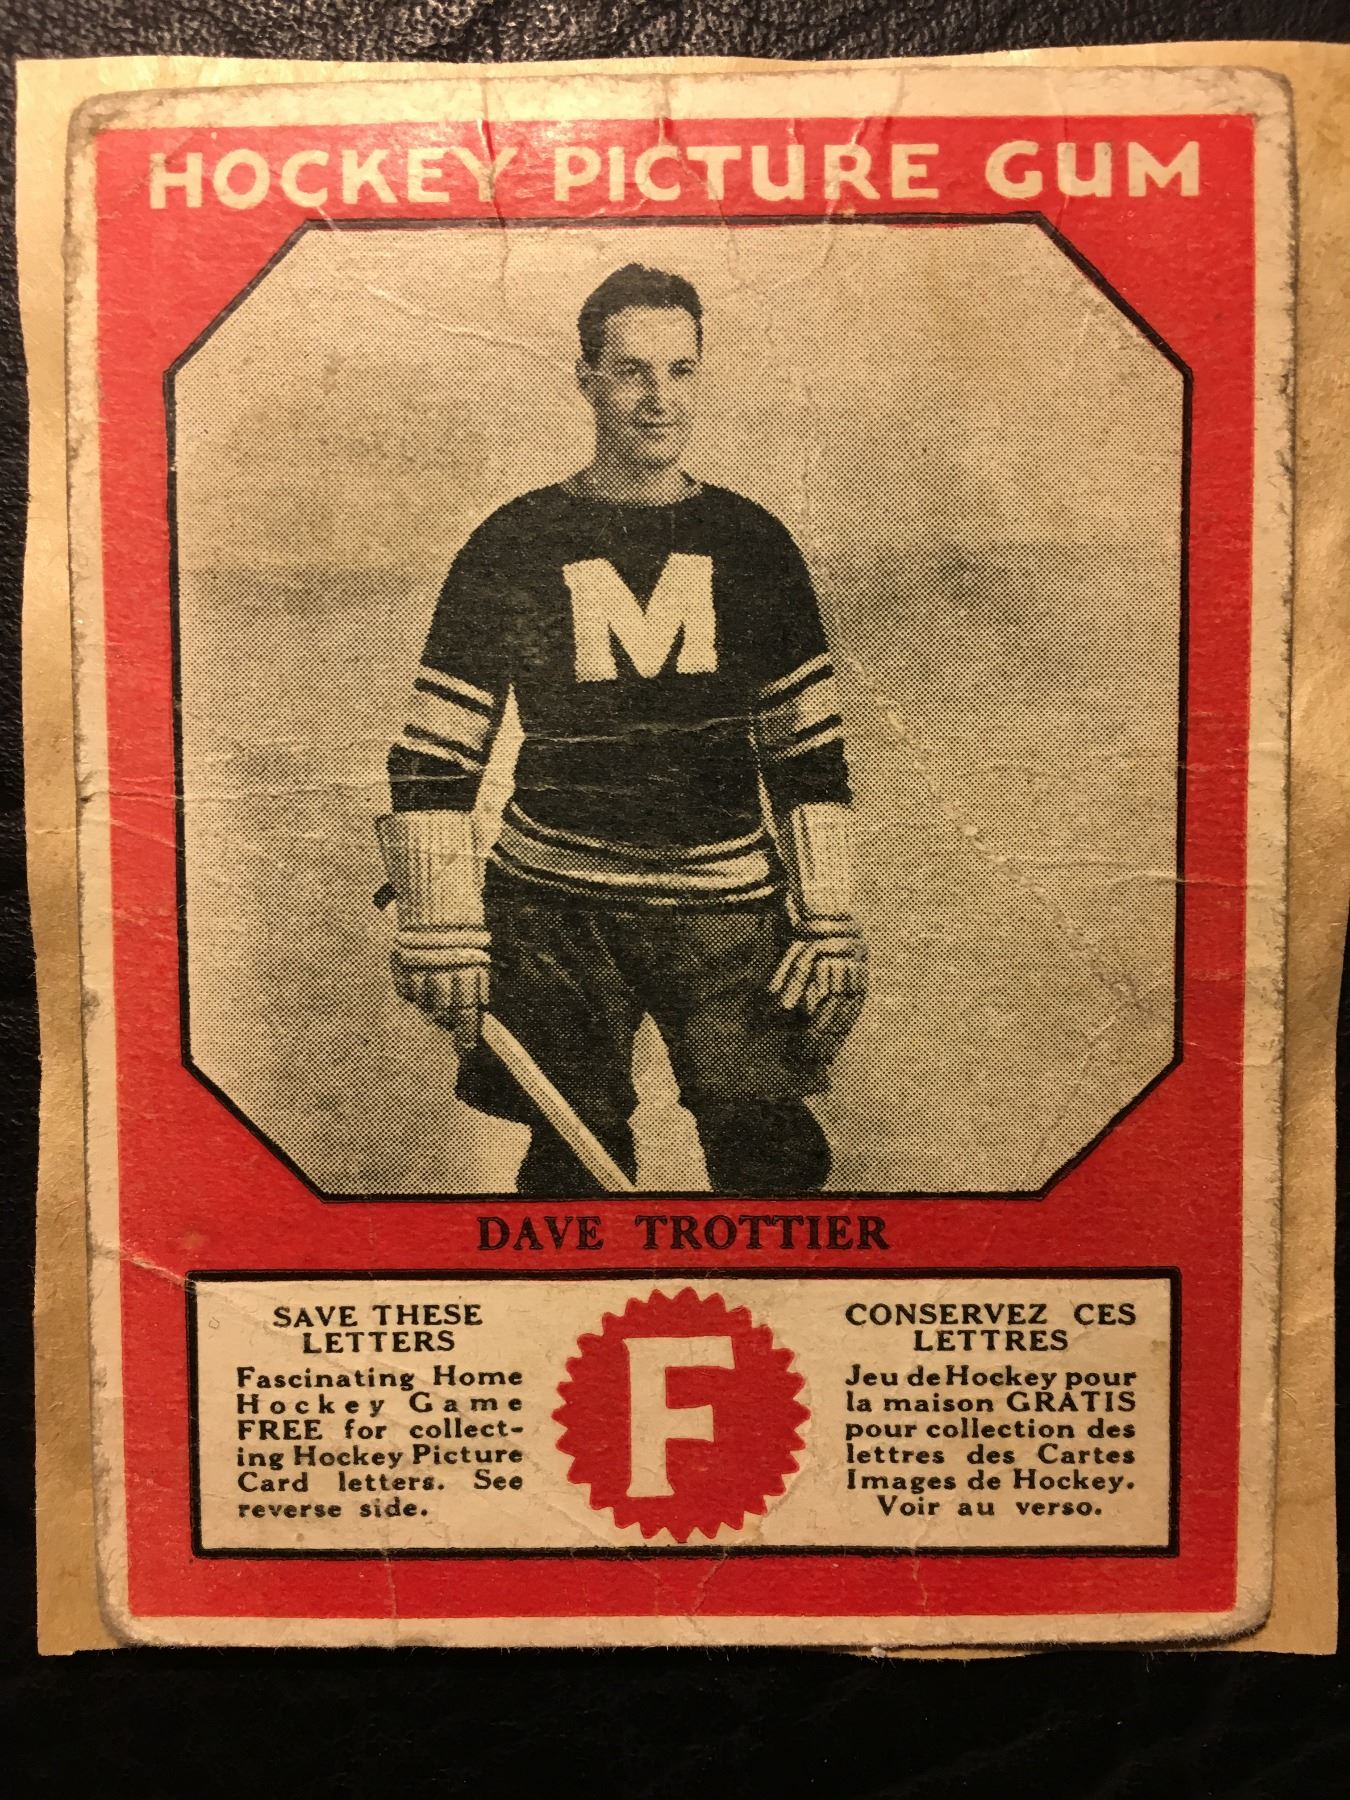 HOCKEY PICTURE GUM
M
DAVE TROTTIER
SAVE THESE
LETTERS
Fascinating Home
Hockey Game
FREE for collect-
ing Hockey Picture
Card letters. See
reverse side.
F
CONSERVEZ CES
LETTRES
Jeu de Hockey pour
la maison GRATIS
pour collection des
lettres des Cartes
Images de Hockey.
Voir au verso.